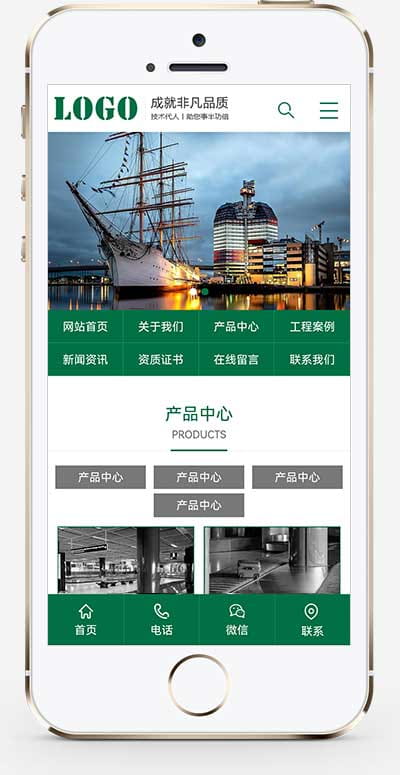 LOGO
成就非凡品质
技术代人丨助您事半功倍
网站首页 关于我们 产品中心 工程案例
新闻资讯 资质证书 在线留言 联系我们
产品中心
PRODUCTS
产品中心 产品中心 产品中心
产品中心
首页 电话 微信 联系